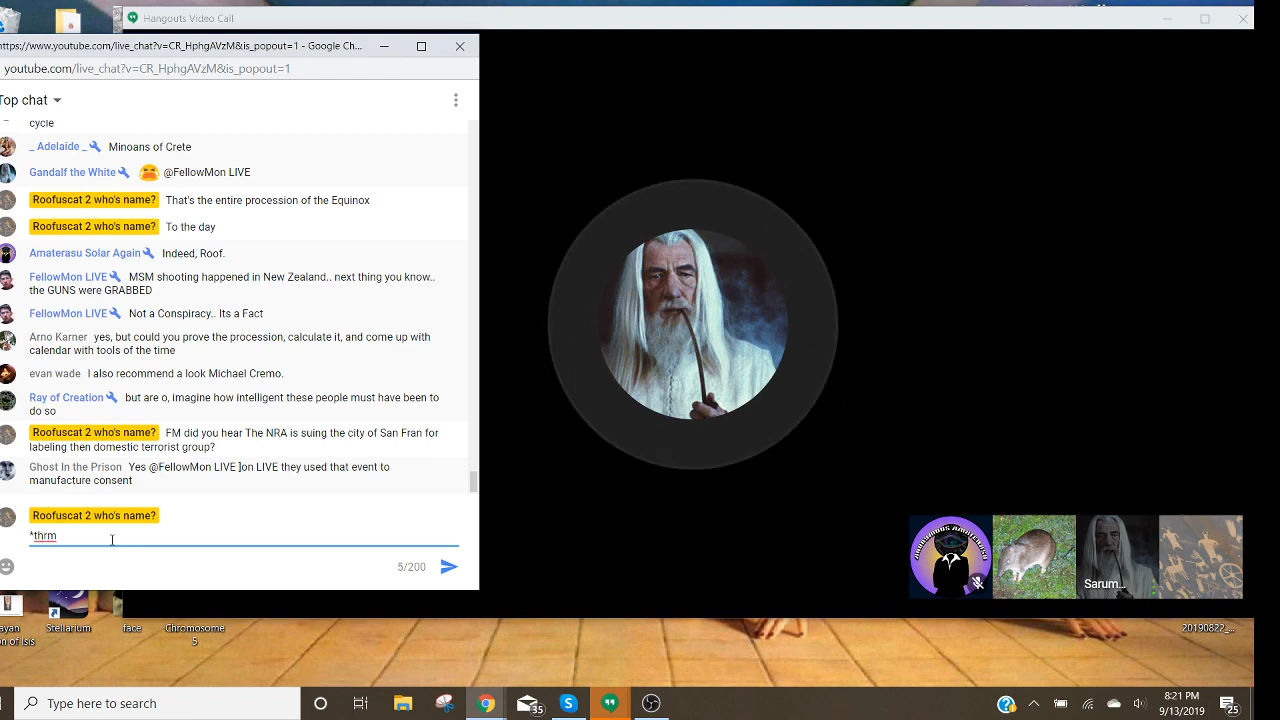 Hangouts Video Call
https://www.youtube.com/live_chat?v=CR_HphgAVzM&is_popout=1 - Google Ch...
youtube.com/live_chat?v=CR_HphgAVzM&is_popout=1
Top chat
cycle
_ Adelaide _ Minoans of Crete
Gandalf the White @FellowMon LIVE
Roofuscat 2 who's name? That's the entire procession of the Equinox
Roofuscat 2 who's name? To the day
Amaterasu Solar Again Indeed, Roof.
FellowMon LIVE MSM shooting happened in New Zealand.. next thing you know..
the GUNS were GRABBED
FellowMon LIVE Not a Conspiracy.. Its a Fact
Arno Karner yes, but could you prove the procession, calculate it, and come up with
calendar with tools of the time
evan wade I also recommend a look Michael Cremo.
Ray of Creation but are o, imagine how intelligent these people must have been to
do so
Roofuscat 2 who's name? FM did you hear The NRA is suing the city of San Fran for
labeling then domestic terrorist group?
Ghost In the Prison Yes @FellowMon LIVE ]on LIVE they used that event to
manufacture consent
Roofuscat 2 who's name?
*thrm
5/200
ANONYMOUS
Sarum...
ayan
on of Isis
Stellarium
face
Chromosome
5
20190822_...
Type here to search
35
8:21 PM
9/13/2019
25